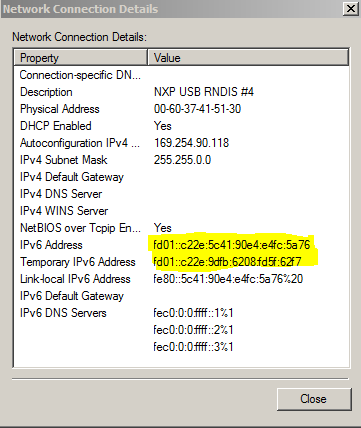 Network Connection Details
Network Connection Details:
Property Value
Connection-specific DN...
Description NXP USB RNDIS #4
Physical Address 00-60-37-41-51-30
DHCP Enabled Yes
Autoconfiguration IPv4 ... 169.254.90.118
IPv4 Subnet Mask 255.255.0.0
IPv4 Default Gateway
IPv4 DNS Server
IPv4 WINS Server
NetBIOS over Tcpip En... Yes
IPv6 Address fd01::c22e:5c41:90e4:e4fc:5a76
Temporary IPv6 Address fd01::c22e:9dfb:6208:fd5f:62f7
Link-local IPv6 Address fe80::5c41:90e4:e4fc:5a76%20
IPv6 Default Gateway
IPv6 DNS Servers fec0:0:0:ffff::1%1
fec0:0:0:ffff::2%1
fec0:0:0:ffff::3%1
Close